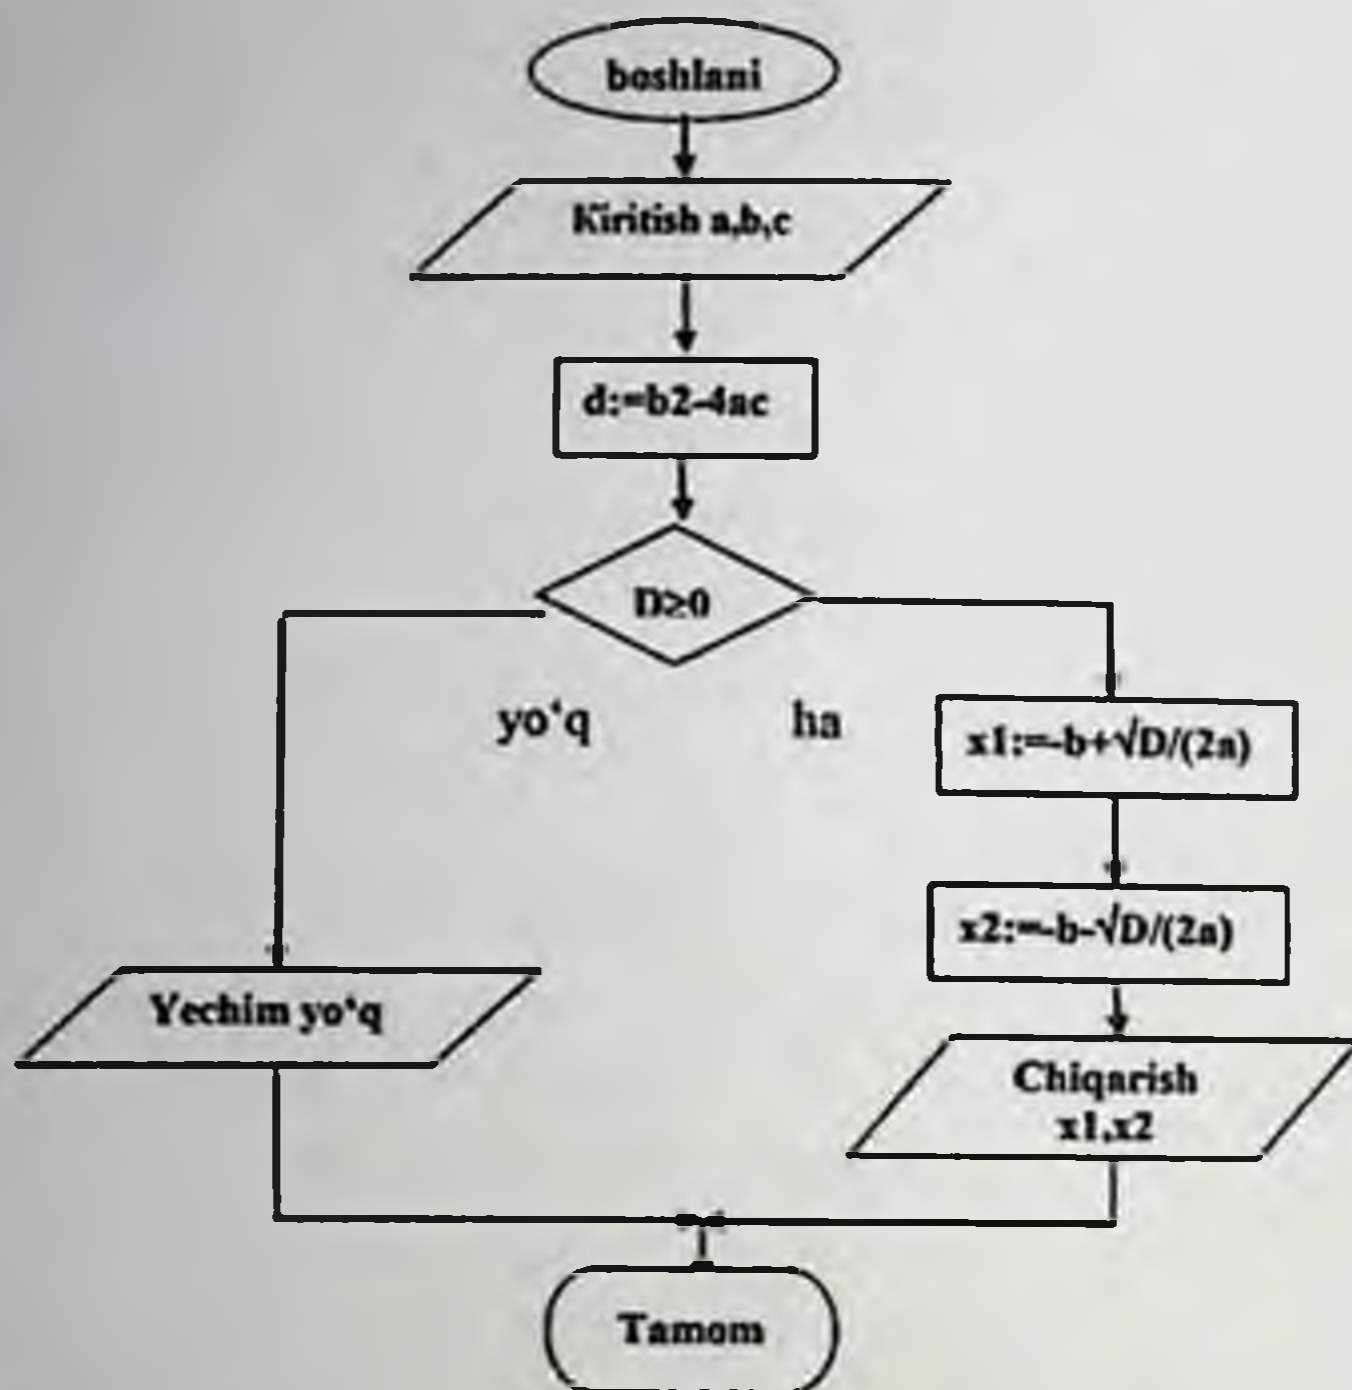 boshlani
Kiritish a,b,c
d:=b2-4ac
D≥0
yo‘q
ha
x1:=-b+√D/(2a)
x2:=-b-√D/(2a)
Yechim yo‘q
Chiqarish
x1,x2
Tamom